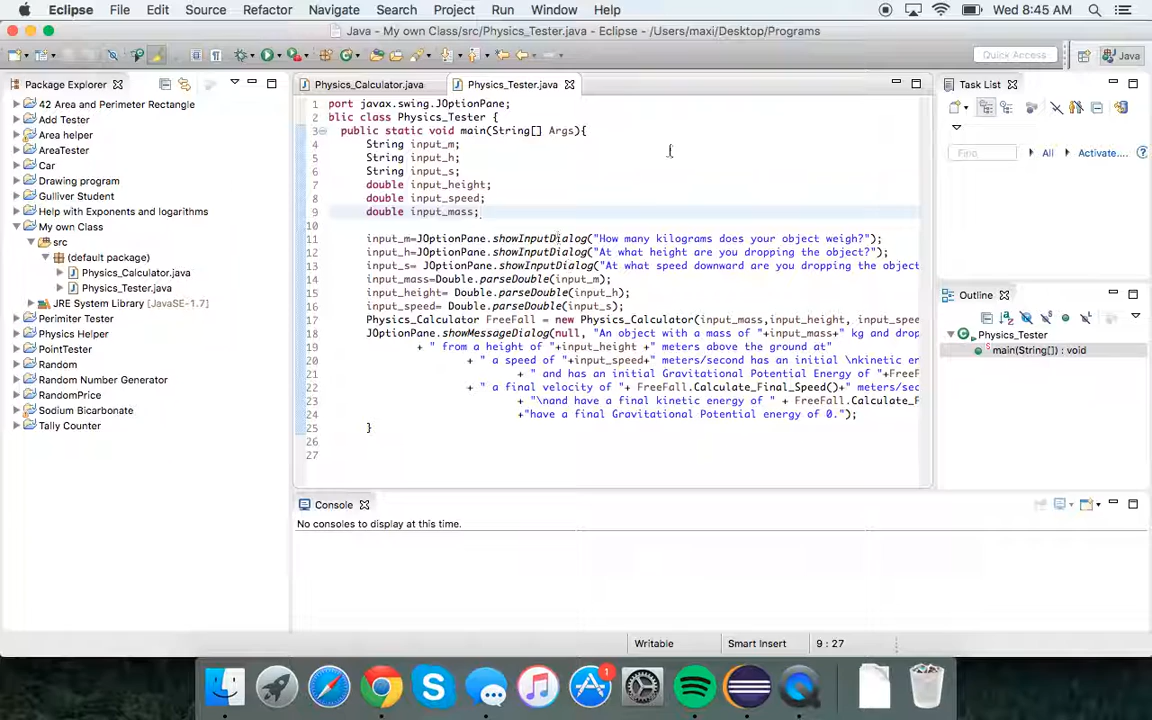 Eclipse File Edit Source Refactor Navigate Search Project Run Window Help Wed 8:45 AM
Java - My own Class/src/Physics_Tester.java - Eclipse - /Users/maxi/Desktop/Programs
Quick Access Java
Package Explorer
42 Area and Perimeter Rectangle
Add Tester
Area helper
AreaTester
Car
Drawing program
Gulliver Student
Help with Exponents and logarithms
My own Class
src
(default package)
Physics_Calculator.java
Physics_Tester.java
JRE System Library [JavaSE-1.7]
Perimiter Tester
Physics Helper
PointTester
Random
Random Number Generator
RandomPrice
Sodium Bicarbonate
Tally Counter
Physics_Calculator.java Physics_Tester.java
1 port javax.swing.JOptionPane;
2 blic class Physics_Tester {
3 public static void main(String[] Args){
4 String input_m;
5 String input_h;
6 String input_s;
7 double input_height;
8 double input_speed;
9 double input_mass;
10
11 input_m=JOptionPane.showInputDialog("How many kilograms does your object weigh?");
12 input_h=JOptionPane.showInputDialog("At what height are you dropping the object?");
13 input_s= JOptionPane.showInputDialog("At what speed downward are you dropping the object
14 input_mass=Double.parseDouble(input_m);
15 input_height= Double.parseDouble(input_h);
16 input_speed= Double.parseDouble(input_s);
17 Physics_Calculator FreeFall = new Physics_Calculator(input_mass,input_height, input_spee
18 JOptionPane.showMessageDialog(null, "An object with a mass of "+input_mass+" kg and drop
19 + " from a height of "+input_height +" meters above the ground at"
20 + " a speed of "+input_speed+" meters/second has an initial \nkinetic en
21 + " and has an initial Gravitational Potential Energy of "+FreeF
22 + " a final velocity of "+ FreeFall.Calculate_Final_Speed()+" meters/sec
23 + "\nand have a final kinetic energy of " + FreeFall.Calculate_F
24 +"have a final Gravitational Potential energy of 0.");
25 }
26
27
Task List
Find All Activate...
Outline
Physics_Tester
main(String[]) : void
Console
No consoles to display at this time.
Writable Smart Insert 9 : 27
1